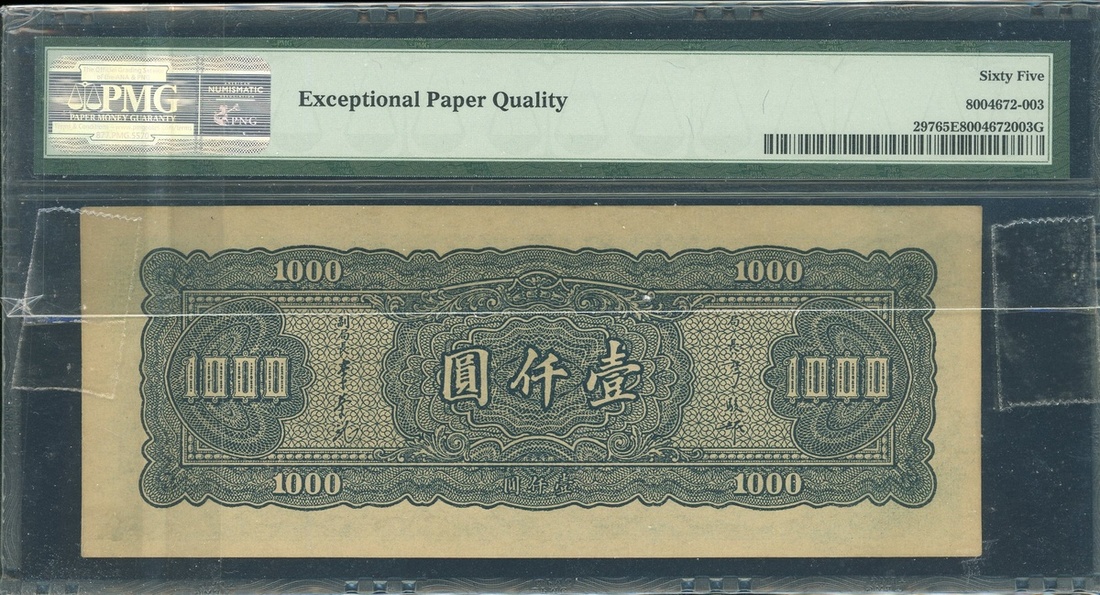 PMG
PAPER MONEY GUARANTY
NUMISMATIC
PNG
Exceptional Paper Quality
Sixty Five
8004672-003
29765E8004672003G
1000
1000
1000
圓仟壹
1000
1000
圓仟壹
1000